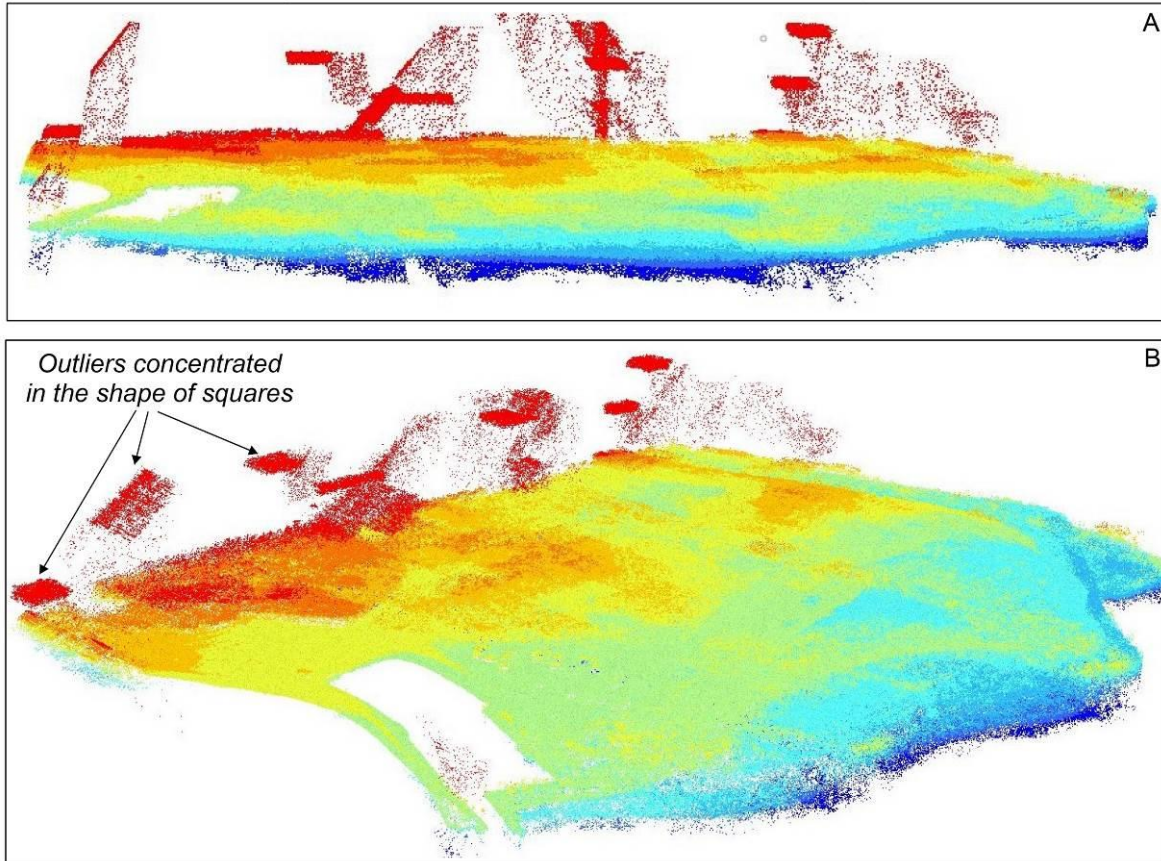 A
Outliers concentrated
in the shape of squares
B